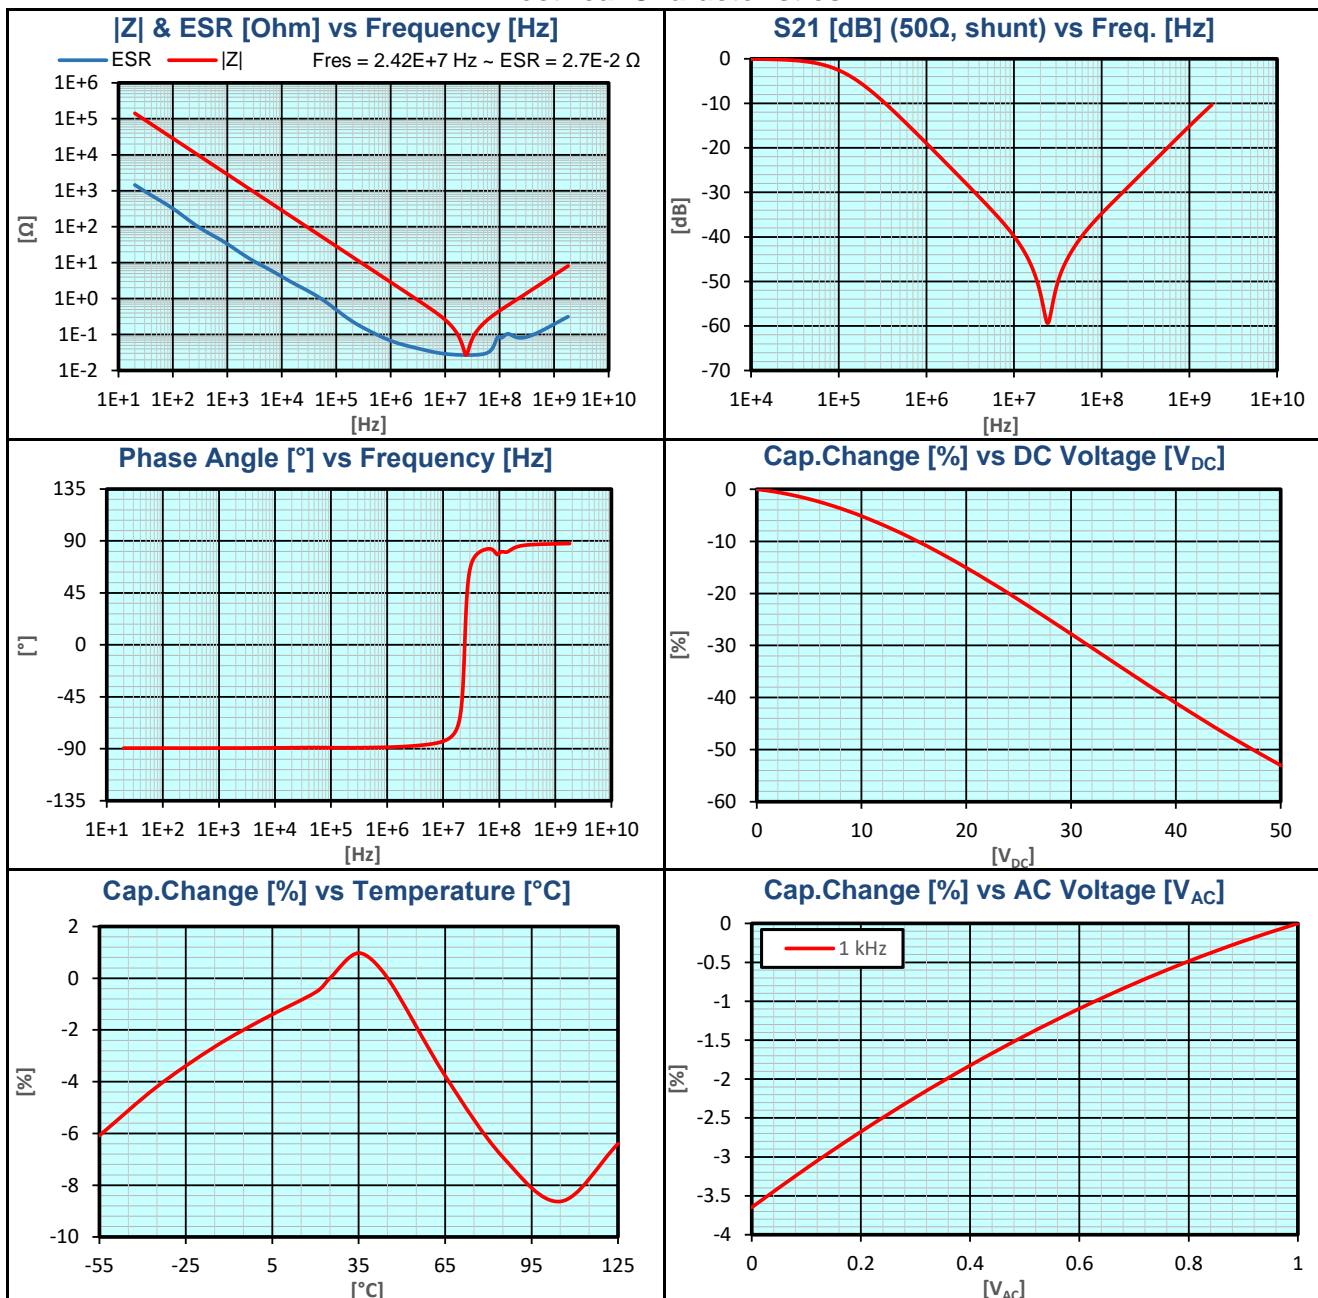 |Z| & ESR [Ohm] vs Frequency [Hz]
ESR |Z| Fres = 2.42E+7 Hz ~ ESR = 2.7E-2 Ω
1E+6
1E+5
1E+4
1E+3
1E+2
1E+1
1E+0
1E-1
1E-2
[Ω]
1E+1 1E+2 1E+3 1E+4 1E+5 1E+6 1E+7 1E+8 1E+9 1E+10
[Hz]
S21 [dB] (50Ω, shunt) vs Freq. [Hz]
0
-10
-20
-30
-40
-50
-60
-70
[dB]
1E+4 1E+5 1E+6 1E+7 1E+8 1E+9 1E+10
[Hz]
Phase Angle [°] vs Frequency [Hz]
135
90
45
0
-45
-90
-135
[°]
1E+1 1E+2 1E+3 1E+4 1E+5 1E+6 1E+7 1E+8 1E+9 1E+10
[Hz]
Cap.Change [%] vs DC Voltage [VDC]
0
-10
-20
-30
-40
-50
-60
[%]
0 10 20 30 40 50
[VDC]
Cap.Change [%] vs Temperature [°C]
2
0
-2
-4
-6
-8
-10
[%]
-55 -25 5 35 65 95 125
[°C]
Cap.Change [%] vs AC Voltage [VAC]
1 kHz
0
-0.5
-1
-1.5
-2
-2.5
-3
-3.5
-4
[%]
0 0.2 0.4 0.6 0.8 1
[VAC]